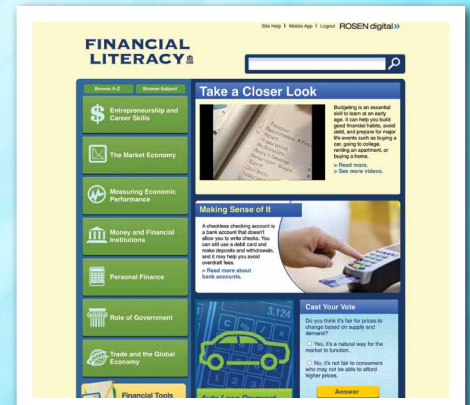 Site Help | Mobile App | Logout ROSEN digital»
FINANCIAL
LITERACY
Browse A-Z
Browse Subject
Entrepreneurship and
Career Skills
The Market Economy
Measuring Economic
Performance
Money and Financial
Institutions
Personal Finance
Role of Government
Trade and the Global
Economy
Financial Tools
Take a Closer Look
Budgeting is an essential
skill to learn at an early
age. It can help you build
good financial habits, avoid
debt, and prepare for major
life events such as buying a
car, going to college,
renting an apartment, or
buying a home.
> Read more.
> See more videos.
Making Sense of It
A checkless checking account is
a bank account that doesn't
allow you to write checks. You
can still use a debit card and
make deposits and withdrawals,
and it may help you avoid
overdraft fees.
> Read more about
bank accounts.
3.124
C % /
1 2 3
Auto Loan Payment
Cast Your Vote
Do you think it's fair for prices to
change based on supply and
demand?
Yes, it's a natural way for the
market to function.
No, it's not fair to consumers
who may not be able to afford
higher prices.
Answer